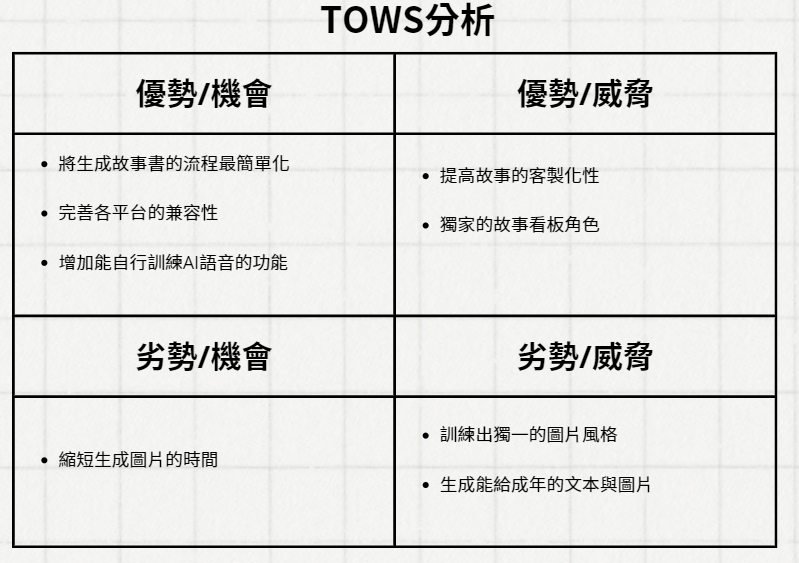 TOWS分析
優勢/機會
優勢/威脅
• 將生成故事書的流程最簡單化
• 完善各平台的兼容性
• 增加能自行訓練AI語音的功能
• 提高故事的客製化性
• 獨家的故事看板角色
劣勢/機會
劣勢/威脅
• 縮短生成圖片的時間
• 訓練出獨一的圖片風格
• 生成能給成年的文本與圖片